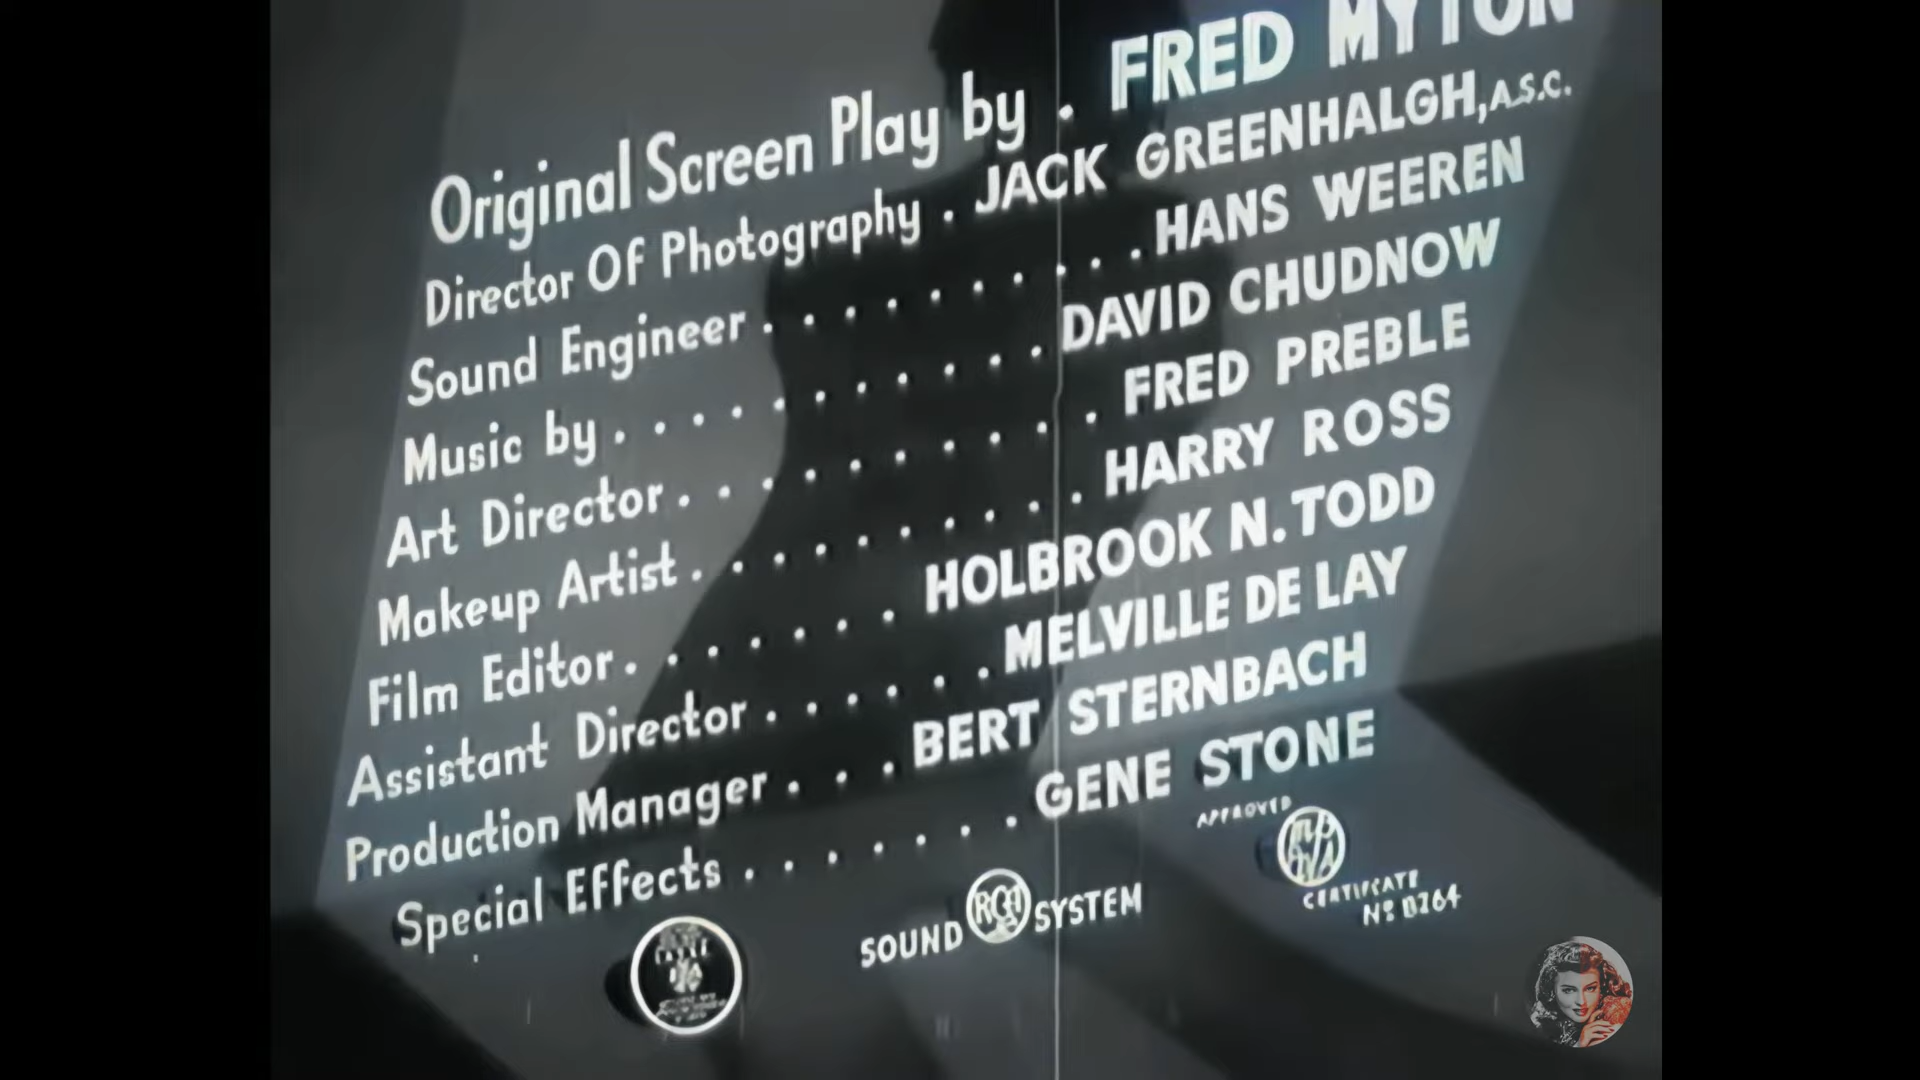 Original Screen Play by . FRED MYTON
Director Of Photography . JACK GREENHALGH, A.S.C.
Sound Engineer . . . . . . . . . . HANS WEEREN
Music by . . . . . . . . . . . DAVID CHUDNOW
Art Director . . . . . . . . . . . FRED PREBLE
Makeup Artist . . . . . . . . . . HARRY ROSS
Film Editor . . . . . . . HOLBROOK N. TODD
Assistant Director . . . . . . MELVILLE DE LAY
Production Manager . . . BERT STERNBACH
Special Effects . . . . . . . GENE STONE
APPROVED
SOUND RCA SYSTEM
CERTIFICATE